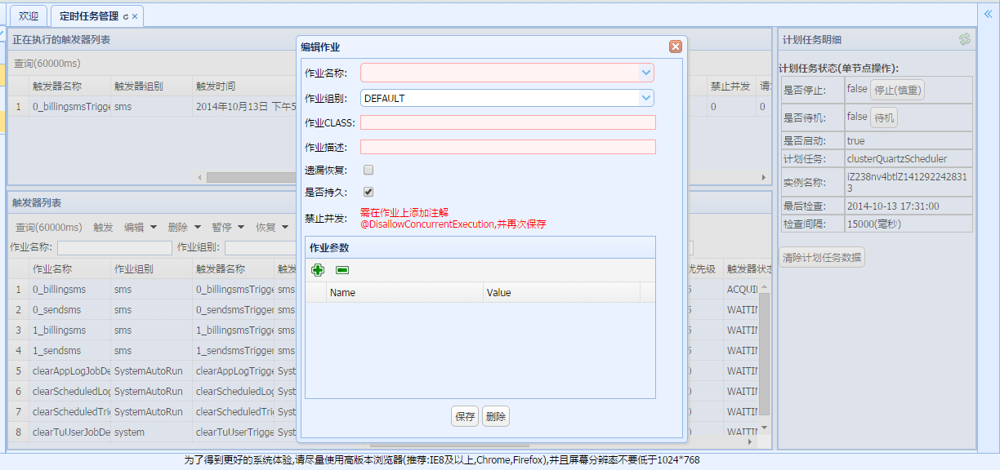 欢迎
定时任务管理
正在执行的触发器列表
查询(60000ms)
触发器名称 触发器组别 触发时间 禁止并发
1 0_billingsmsTrigge sms 2014年10月13日 下午5 0 0
触发器列表
查询(60000ms) 触发 编辑 删除 暂停 恢复
作业名称: 作业组别:
作业名称 作业组别 触发器名称 触发 优先级 触发器状态
1 0_billingsms sms 0_billingsmsTrigge sms 5 ACQUI
2 0_sendsms sms 0_sendsmsTrigger sms 5 WAITI
3 1_billingsms sms 1_billingsmsTrigge sms 5 WAITI
4 1_sendsms sms 1_sendsmsTrigger sms 5 WAITI
5 clearAppLogJobDe SystemAutoRun clearAppLogTrigge Syst 0 WAITI
6 clearScheduledLog SystemAutoRun clearScheduledLog Syst 0 WAITI
7 clearScheduledTri SystemAutoRun clearScheduledTri Syst 0 WAITI
8 clearTuUserJobDe system clearTuUserTrigge Syst 0 WAITI
编辑作业
作业名称:
作业组别: DEFAULT
作业CLASS:
作业描述:
遗漏恢复:
是否持久:
禁止并发: 需在作业上添加注解
@DisallowConcurrentExecution,并再次保存
作业参数
Name Value
保存 删除
计划任务明细
计划任务状态(单节点操作):
是否停止: false 停止(慎重)
是否待机: false 待机
是否启动: true
计划任务: clusterQuartzScheduler
实例名称: iZ238nv4btlZ141292242831
3
最后检查: 2014-10-13 17:31:00
检查间隔: 15000(毫秒)
清除计划任务数据
为了得到更好的系统体验,请尽量使用高版本浏览器(推荐:IE8及以上,Chrome,Firefox),并且屏幕分辨率不要低于1024*768